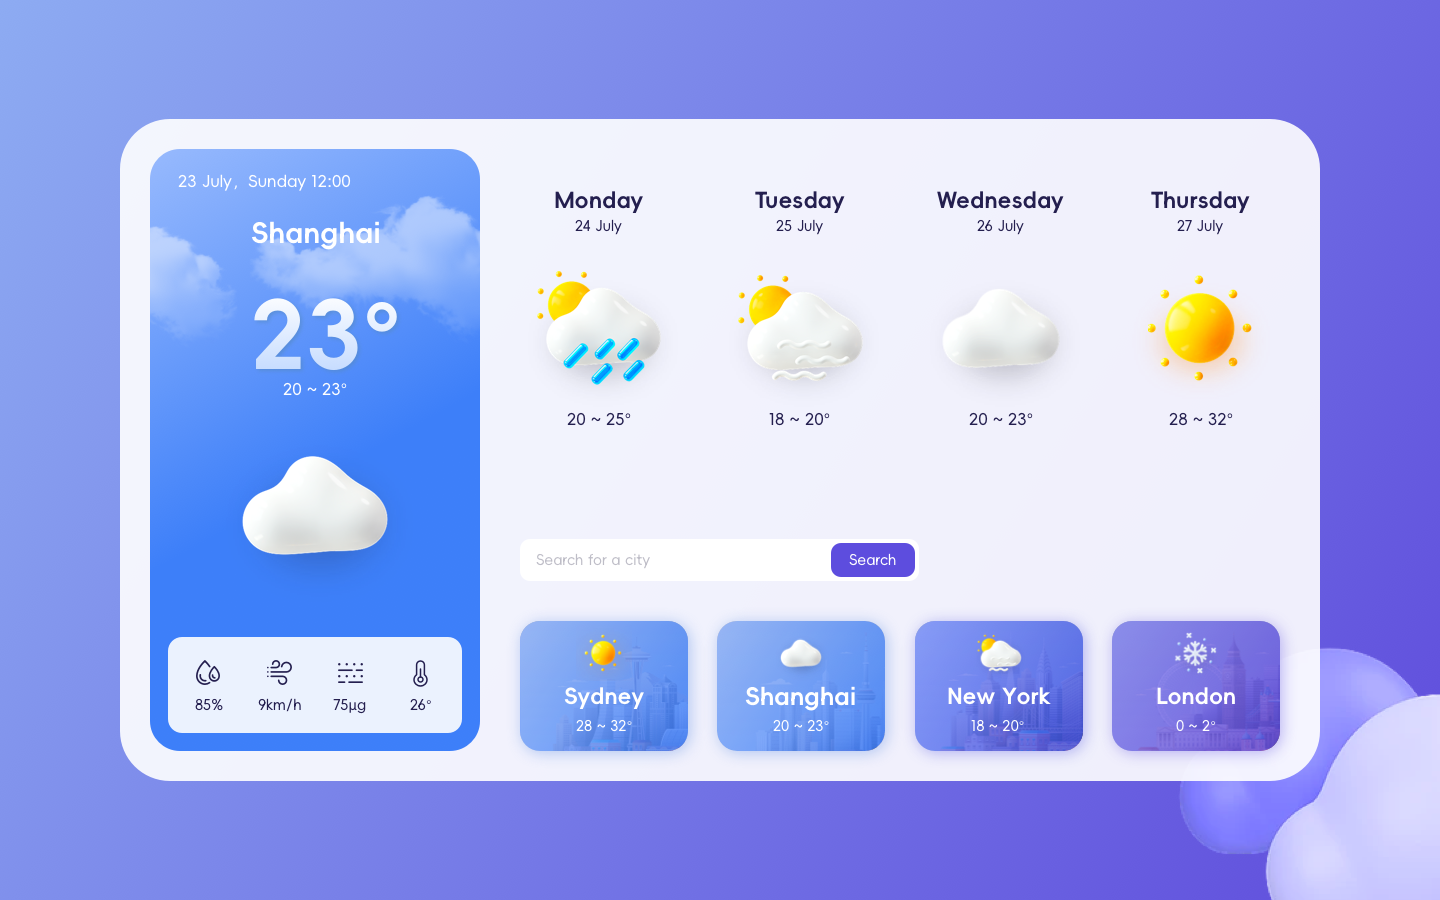 23 July，Sunday 12:00
Shanghai
23°
20 ~ 23°
85%
9km/h
75μg
26°
Monday
24 July
20 ~ 25°
Tuesday
25 July
18 ~ 20°
Wednesday
26 July
20 ~ 23°
Thursday
27 July
28 ~ 32°
Search for a city
Search
Sydney
28 ~ 32°
Shanghai
20 ~ 23°
New York
18 ~ 20°
London
0 ~ 2°